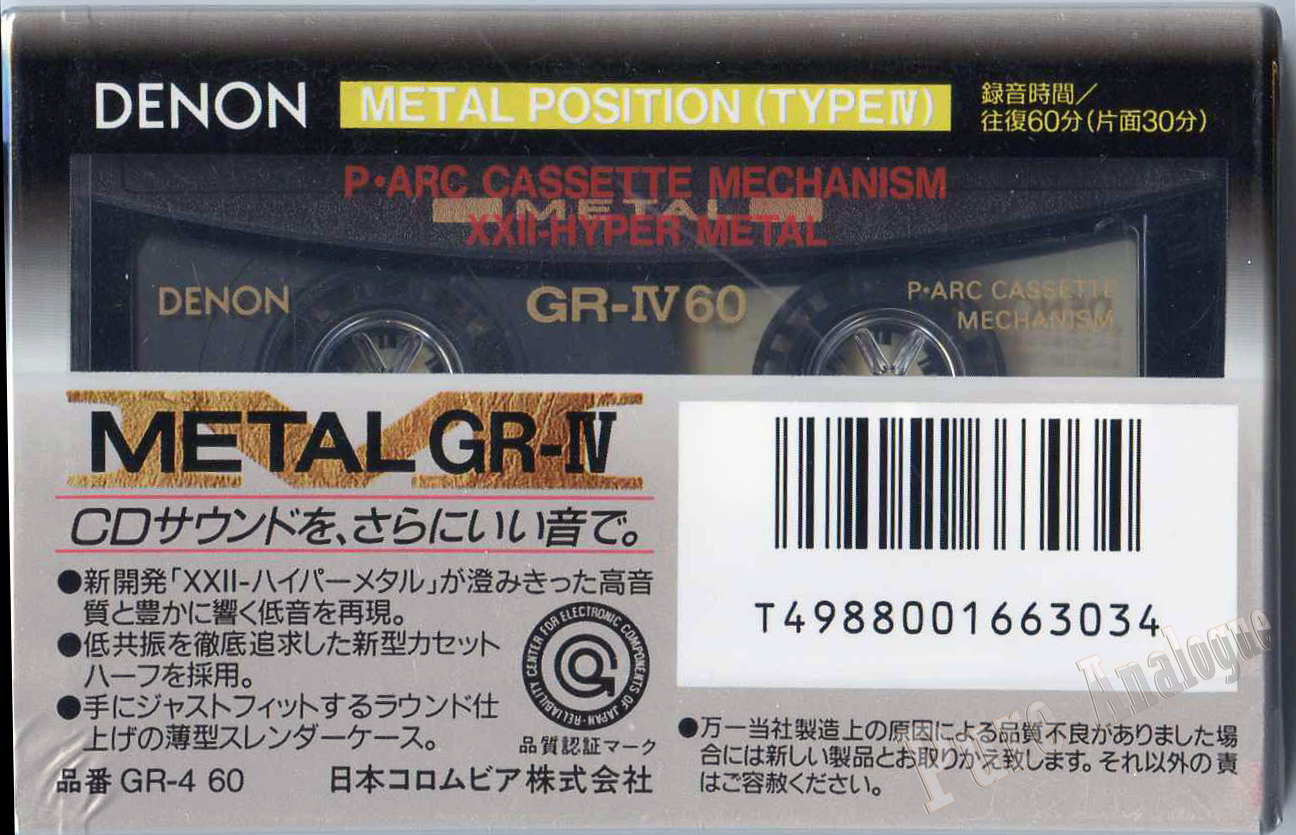 DENON
METAL POSITION (TYPEⅣ)
録音時間/
往復60分(片面30分)
P・ARC CASSETTE MECHANISM
METAL
XXII-HYPER METAL
DENON
GR-Ⅳ60
P・ARC CASSETTE
MECHANISM
METAL GR-Ⅳ
CDサウンドを、さらにいい音で。
●新開発「XXII-ハイパーメタル」が澄みきった高音
質と豊かに響く低音を再現。
●低共振を徹底追求した新型カセット
ハーフを採用。
●手にジャストフィットするラウンド仕
上げの薄型スレンダーケース。
RELIABILITY CENTER FOR ELECTRONIC COMPONENTS OF JAPAN
品質認証マーク
品番 GR-4 60
日本コロムビア株式会社
T4988001663034
●万一当社製造上の原因による品質不良がありました場
合には新しい製品とお取りかえ致します。それ以外の責
はご容赦ください。
Pure Analogue